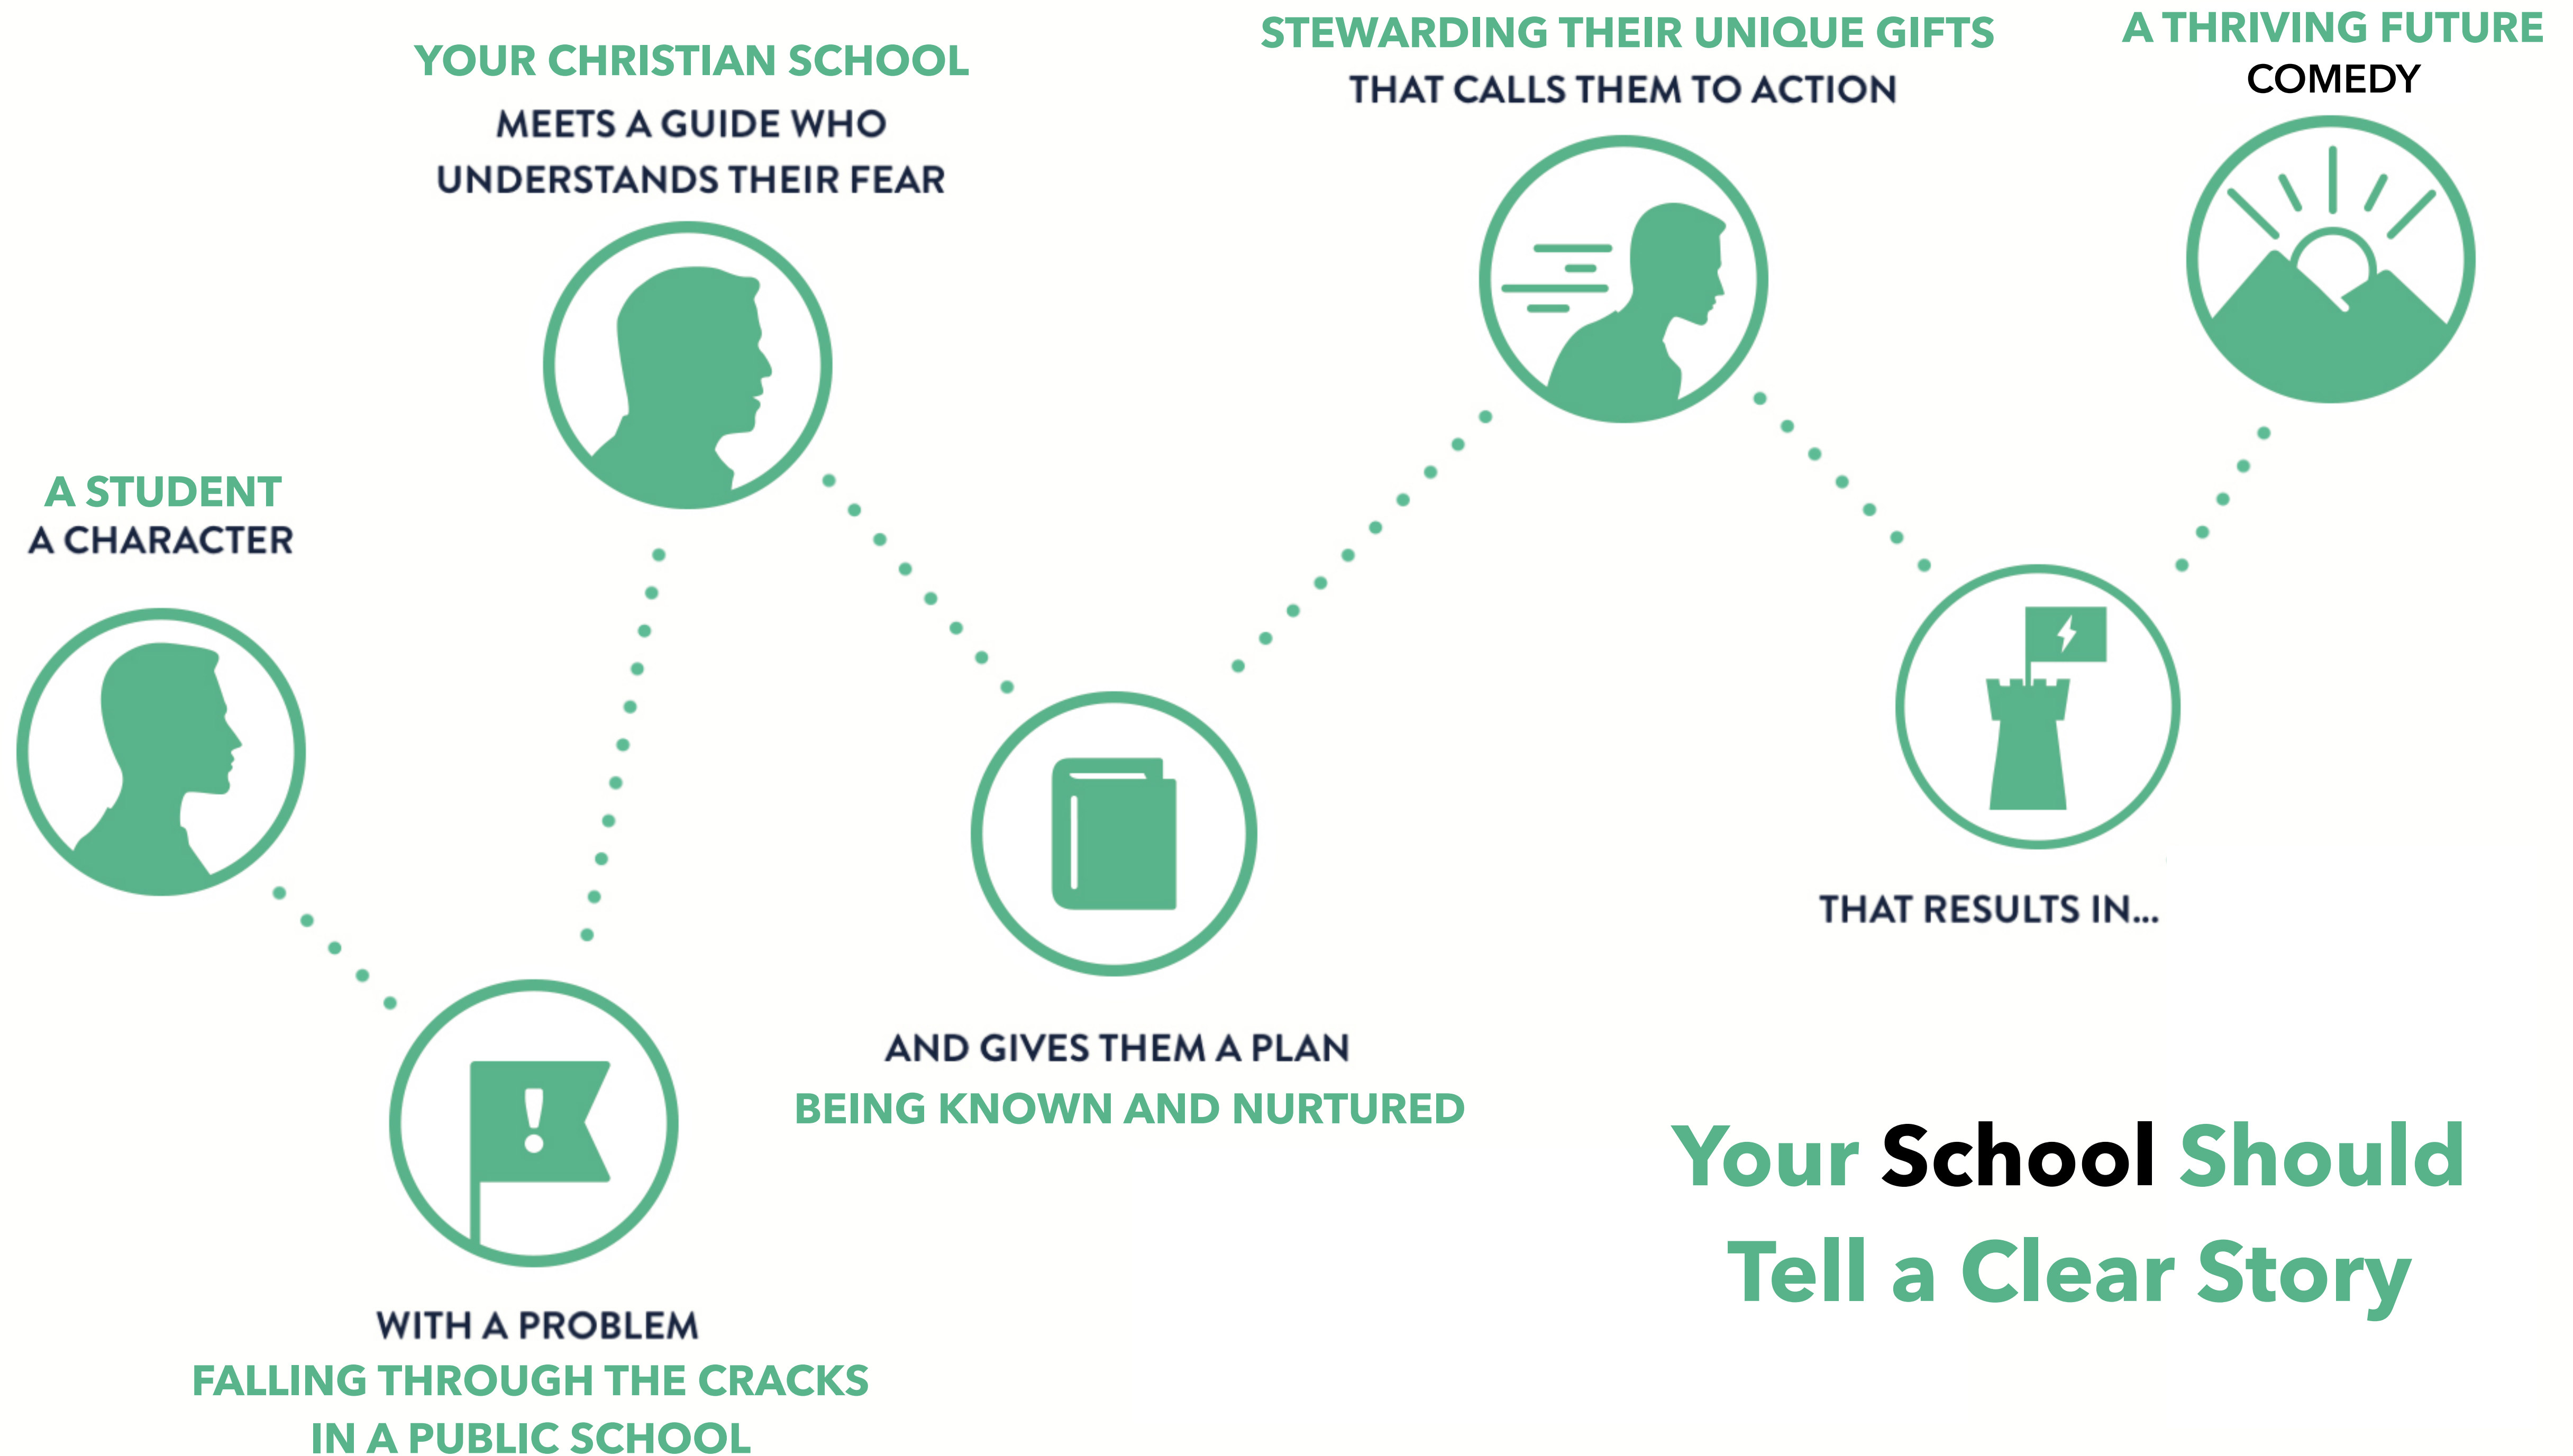 A STUDENT
A CHARACTER
WITH A PROBLEM
FALLING THROUGH THE CRACKS
IN A PUBLIC SCHOOL
YOUR CHRISTIAN SCHOOL
MEETS A GUIDE WHO
UNDERSTANDS THEIR FEAR
AND GIVES THEM A PLAN
BEING KNOWN AND NURTURED
STEWARDING THEIR UNIQUE GIFTS
THAT CALLS THEM TO ACTION
THAT RESULTS IN...
A THRIVING FUTURE
COMEDY
Your School Should
Tell a Clear Story